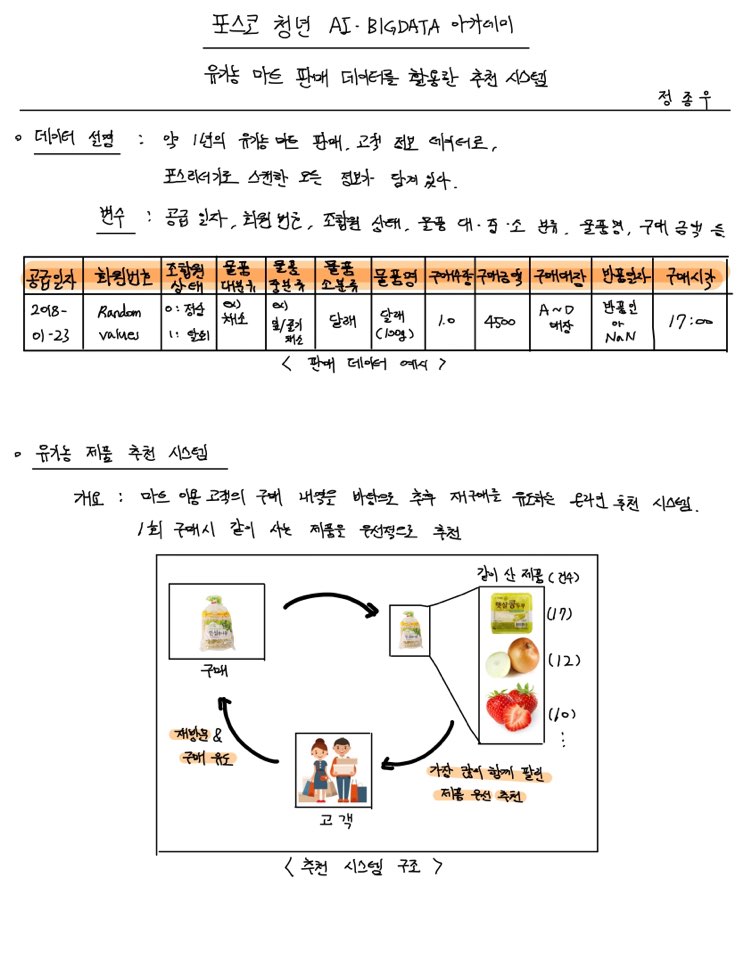 포스코 청년 AI·BIGDATA 아카데미
유기농 마트 판매 데이터를 활용한 추천 시스템
정종우
데이터 설명 : 약 1년의 유기농 마트 판매, 고객 정보 데이터로,
포스리더기로 스캔한 모든 정보가 담겨 있다.
변수 : 공급 일자, 회원 번호, 조합원 상태, 물품 대·중·소 분류, 물품명, 구매 금액 등
공급일자 회원번호 조합원 상태 물품 대분류 물품 중분류 물품 소분류 물품명 구매수량 구매금액 구매매장 반품일자 구매시각
2018-01-23 Random values 0: 정상 1: 탈퇴 ex) 채소 ex) 잎/줄기 채소 달래 달래 (100g) 1.0 4500 A~D 매장 반품일 or NaN 17:00
< 판매 데이터 예시 >
유기농 제품 추천 시스템
개요 : 마트 이용 고객의 구매 내역을 바탕으로 추후 재구매를 유도하는 온라인 추천 시스템.
1회 구매시 같이 사는 제품을 우선적으로 추천
같이 산 제품 (건수)
(17)
구매
(12)
(10)
재방문 &
구매 유도
가장 많이 함께 팔린
제품 우선 추천
고객
< 추천 시스템 구조 >